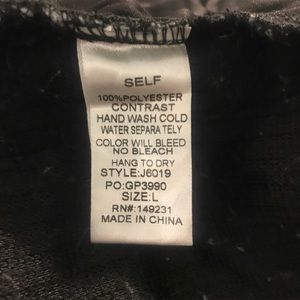 SELF
100%POLYESTER
CONTRAST
HAND WASH COLD
WATER SEPARA TELY
COLOR WILL BLEED
NO BLEACH
HANG TO DRY
STYLE:J6019
PO:GP3990
SIZE:L
RN#:149231
MADE IN CHINA